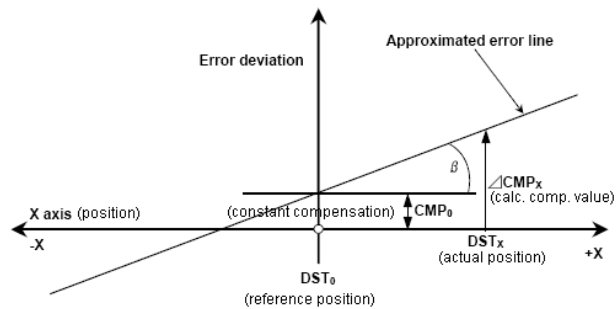 Approximated error line
Error deviation
β
⊿CMPX
(calc. comp. value)
X axis (position)
(constant compensation)
CMP0
-X
DSTX
(actual position)
+X
DST0
(reference position)